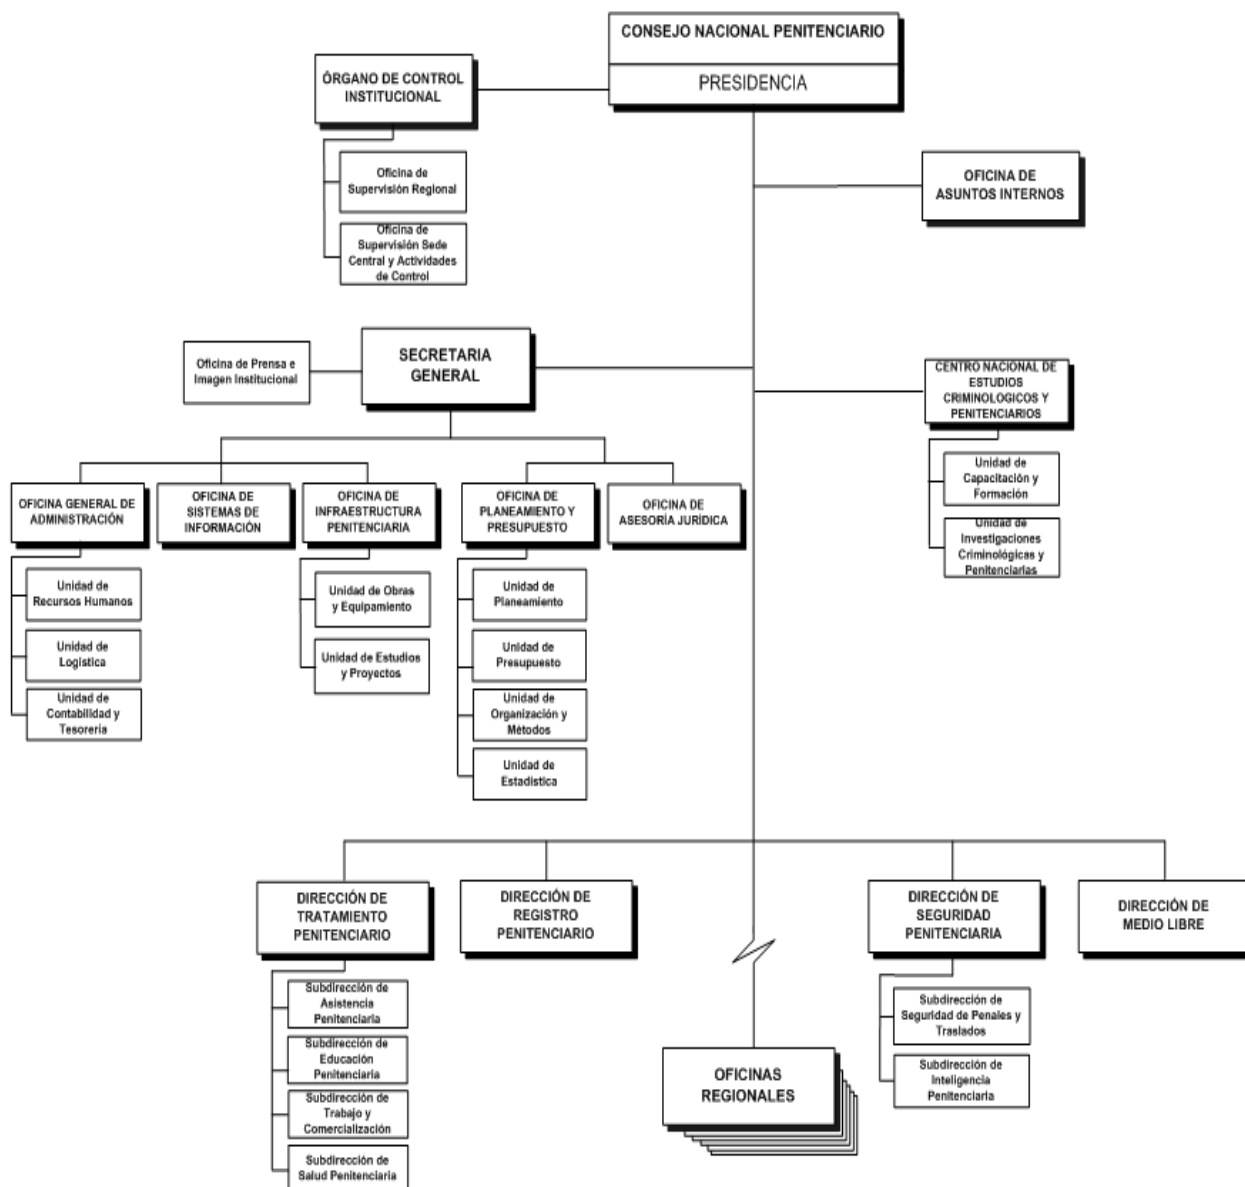 CONSEJO NACIONAL PENITENCIARIO
PRESIDENCIA
ÓRGANO DE CONTROL
INSTITUCIONAL
Oficina de
Supervisión Regional
Oficina de
Supervisión Sede
Central y Actividades
de Control
OFICINA DE
ASUNTOS INTERNOS
Oficina de Prensa e
Imagen Institucional
SECRETARIA
GENERAL
CENTRO NACIONAL DE
ESTUDIOS
CRIMINOLOGICOS Y
PENITENCIARIOS
Unidad de
Capacitación y
Formación
Unidad de
Investigaciones
Criminológicas y
Penitenciarias
OFICINA GENERAL DE
ADMINISTRACIÓN
Unidad de
Recursos Humanos
Unidad de
Logística
Unidad de
Contabilidad y
Tesorería
OFICINA DE
SISTEMAS DE
INFORMACIÓN
OFICINA DE
INFRAESTRUCTURA
PENITENCIARIA
Unidad de Obras
y Equipamiento
Unidad de Estudios
y Proyectos
OFICINA DE
PLANEAMIENTO Y
PRESUPUESTO
Unidad de
Planeamiento
Unidad de
Presupuesto
Unidad de
Organización y
Métodos
Unidad de
Estadística
OFICINA DE
ASESORÍA JURÍDICA
DIRECCIÓN DE
TRATAMIENTO
PENITENCIARIO
Subdirección de
Asistencia
Penitenciaria
Subdirección de
Educación
Penitenciaria
Subdirección de
Trabajo y
Comercialización
Subdirección de
Salud Penitenciaria
DIRECCIÓN DE
REGISTRO
PENITENCIARIO
OFICINAS
REGIONALES
DIRECCIÓN DE
SEGURIDAD
PENITENCIARIA
Subdirección de
Seguridad de Penales y
Traslados
Subdirección de
Inteligencia
Penitenciaria
DIRECCIÓN DE
MEDIO LIBRE